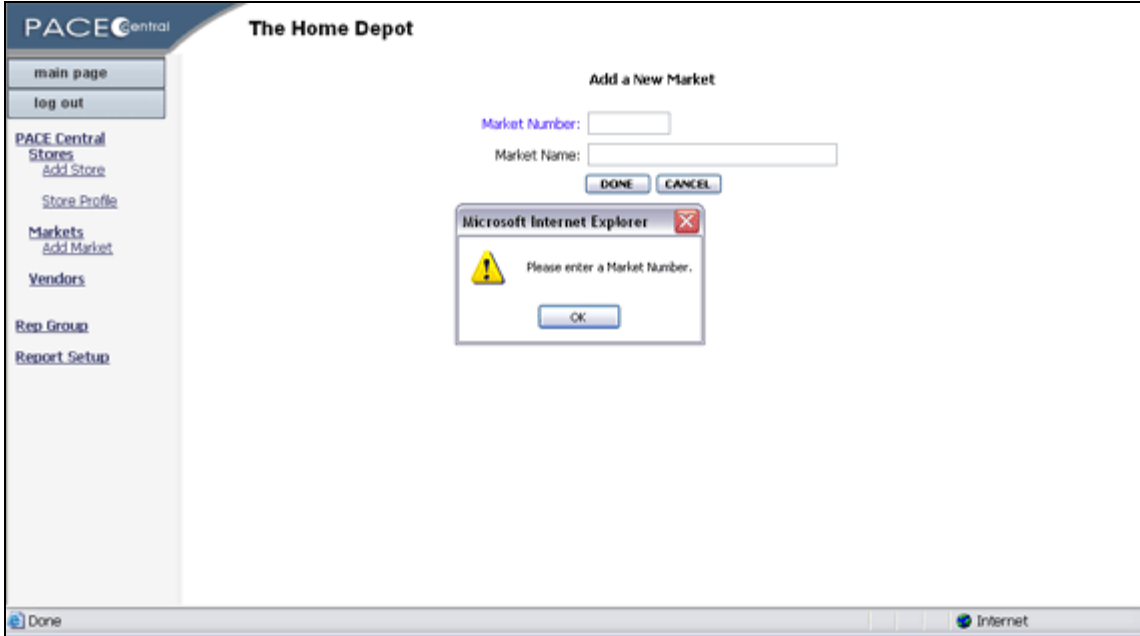 PACE Central
The Home Depot
main page
log out
PACE Central
Stores
Add Store
Store Profile
Markets
Add Market
Vendors
Rep Group
Report Setup
Add a New Market
Market Number:
Market Name:
DONE CANCEL
Microsoft Internet Explorer
Please enter a Market Number.
OK
Done
Internet